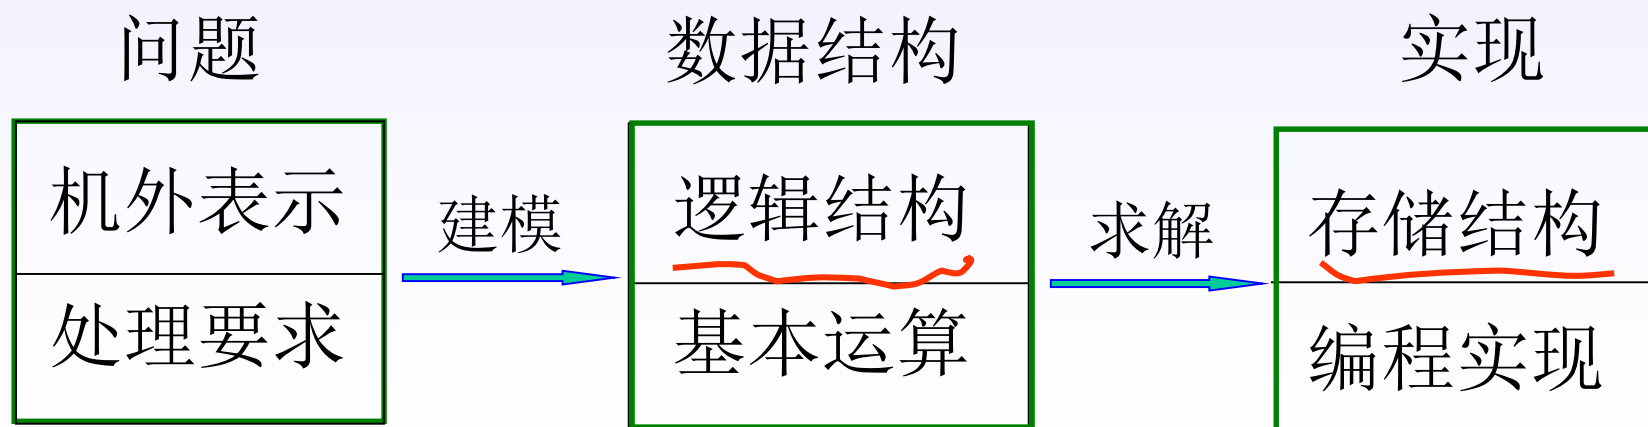 问题 数据结构 实现
机外表示 建模 逻辑结构 求解 存储结构
处理要求 基本运算 编程实现